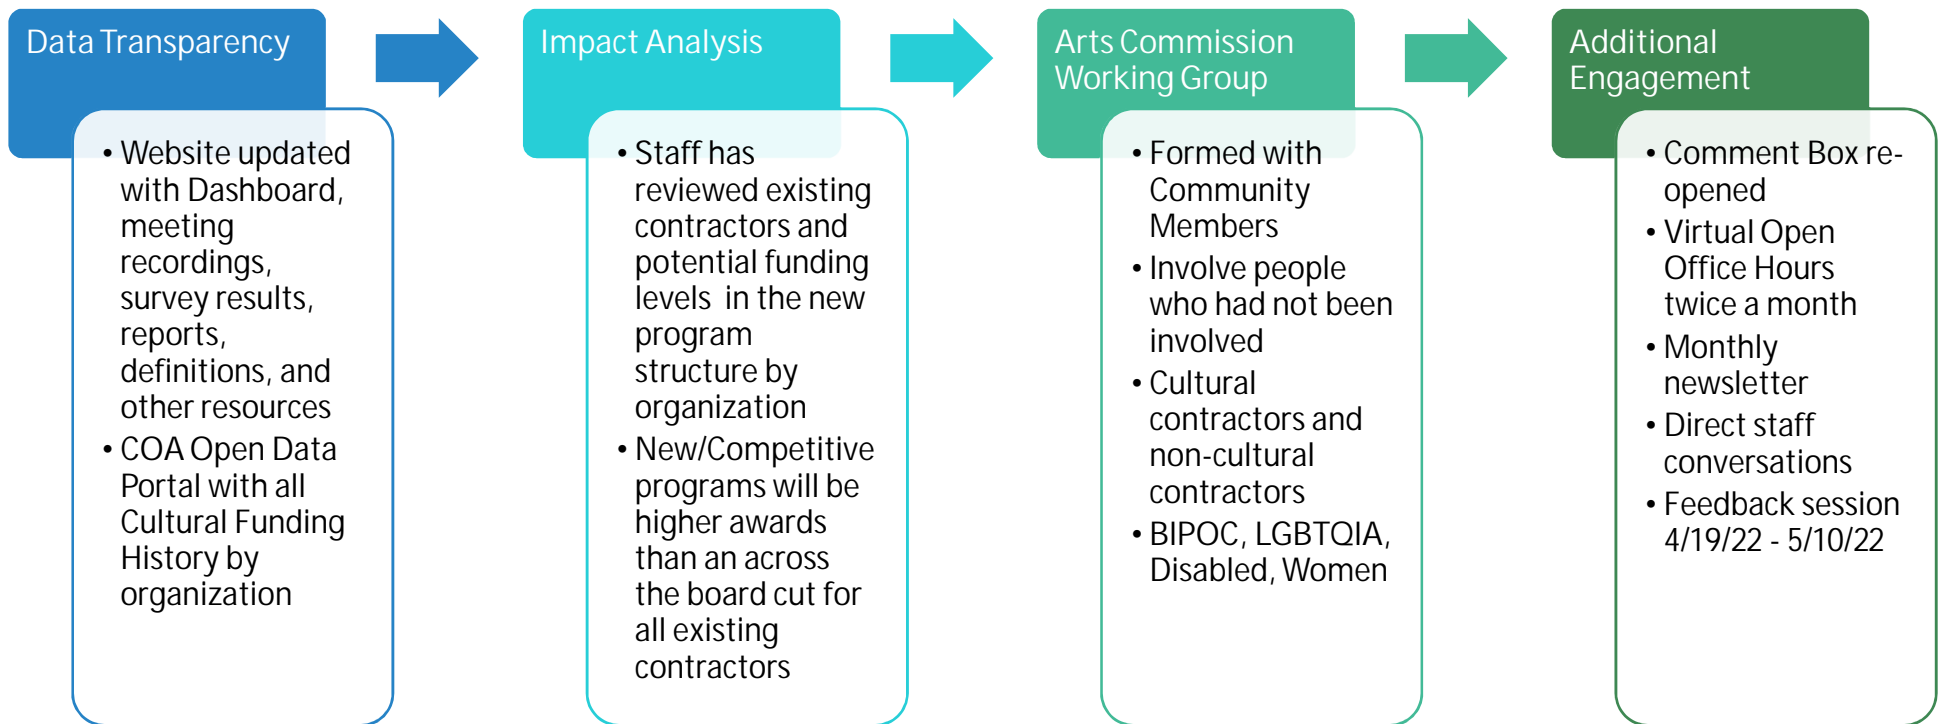 Data Transparency
• Website updated
with Dashboard,
meeting
recordings,
survey results,
reports,
definitions, and
other resources
• COA Open Data
Portal with all
Cultural Funding
History by
organization
Impact Analysis
• Staff has
reviewed existing
contractors and
potential funding
levels in the new
program
structure by
organization
• New/Competitive
programs will be
higher awards
than an across
the board cut for
all existing
contractors
Arts Commission
Working Group
• Formed with
Community
Members
• Involve people
who had not been
involved
• Cultural
contractors and
non-cultural
contractors
• BIPOC, LGBTQIA,
Disabled, Women
Additional
Engagement
• Comment Box re-
opened
• Virtual Open
Office Hours
twice a month
• Monthly
newsletter
• Direct staff
conversations
• Feedback session
4/19/22 - 5/10/22